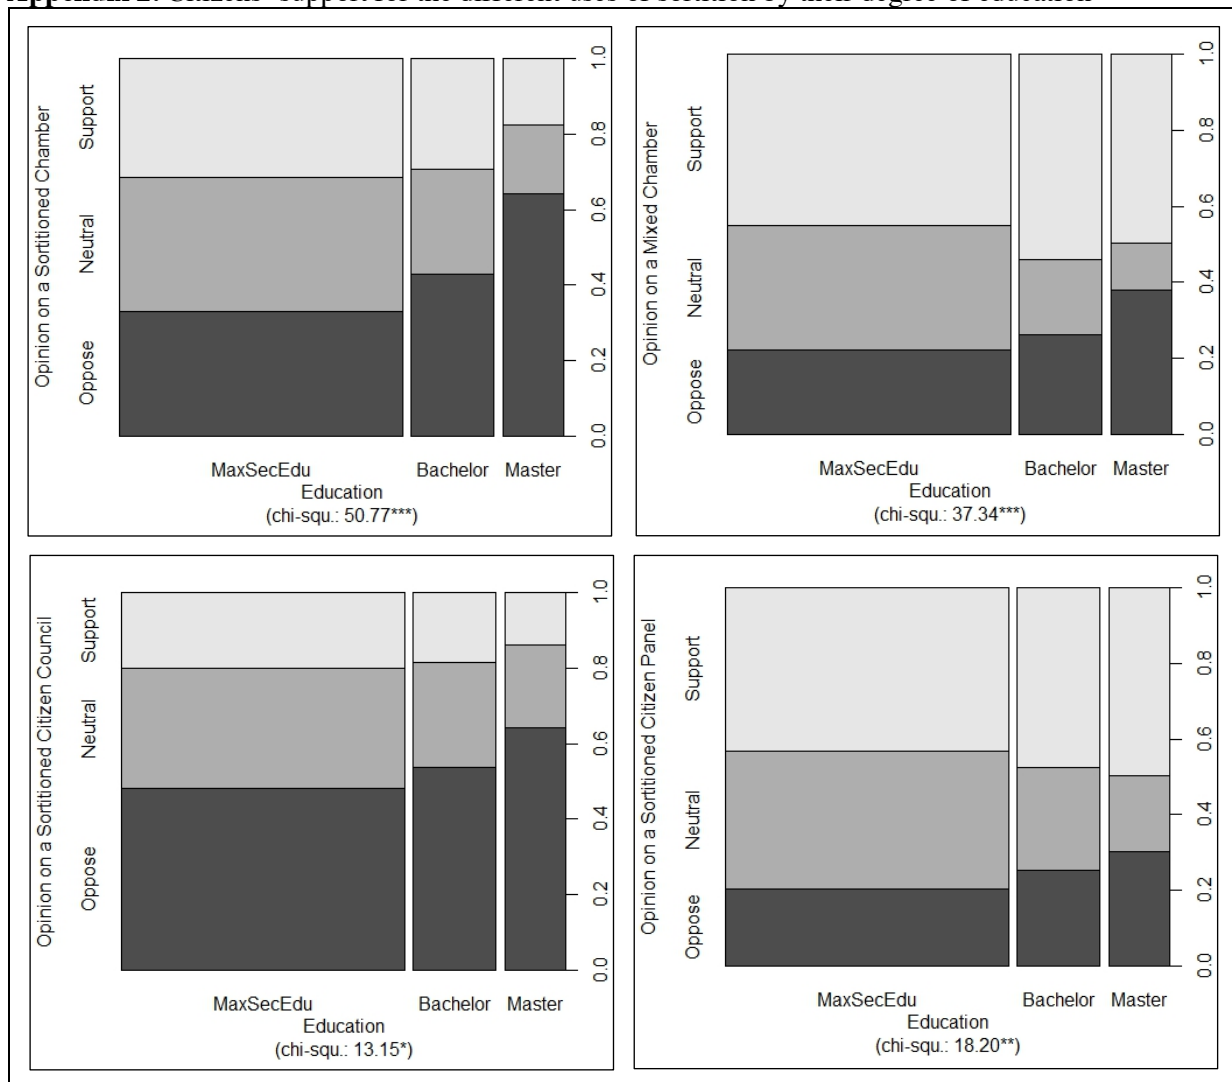 Appendix 2: Citizens' support for the different uses of sortition by their degree of education
Opinion on a Sortitioned Chamber
Support
Neutral
Oppose
1.0
0.8
0.6
0.4
0.2
0.0
MaxSecEdu Bachelor Master
Education
(chi-squ.: 50.77***)
Opinion on a Mixed Chamber
Support
Neutral
Oppose
1.0
0.8
0.6
0.4
0.2
0.0
MaxSecEdu Bachelor Master
Education
(chi-squ.: 37.34***)
Opinion on a Sortitioned Citizen Council
Support
Neutral
Oppose
1.0
0.8
0.6
0.4
0.2
0.0
MaxSecEdu Bachelor Master
Education
(chi-squ.: 13.15*)
Opinion on a Sortitioned Citizen Panel
Support
Neutral
Oppose
1.0
0.8
0.6
0.4
0.2
0.0
MaxSecEdu Bachelor Master
Education
(chi-squ.: 18.20**)